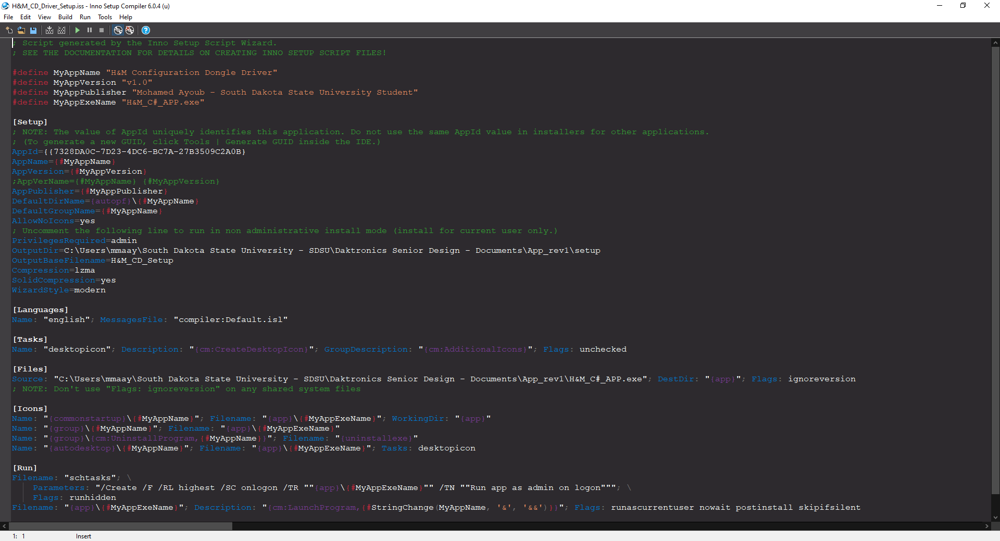 H&M_CD_Driver_Setup.iss - Inno Setup Compiler 6.0.4 (u)
File Edit View Build Run Tools Help
; Script generated by the Inno Setup Script Wizard.
; SEE THE DOCUMENTATION FOR DETAILS ON CREATING INNO SETUP SCRIPT FILES!
#define MyAppName "H&M Configuration Dongle Driver"
#define MyAppVersion "v1.0"
#define MyAppPublisher "Mohamed Ayoub - South Dakota State University Student"
#define MyAppExeName "H&M_C#_APP.exe"
[Setup]
; NOTE: The value of AppId uniquely identifies this application. Do not use the same AppId value in installers for other applications.
; (To generate a new GUID, click Tools | Generate GUID inside the IDE.)
AppId={{7328DA0C-7D23-4DC6-BC7A-27B3509C2A0B}
AppName={#MyAppName}
AppVersion={#MyAppVersion}
;AppVerName={#MyAppName} {#MyAppVersion}
AppPublisher={#MyAppPublisher}
DefaultDirName={autopf}\{#MyAppName}
DefaultGroupName={#MyAppName}
AllowNoIcons=yes
; Uncomment the following line to run in non administrative install mode (install for current user only.)
PrivilegesRequired=admin
OutputDir=C:\Users\mmaay\South Dakota State University - SDSU\Daktronics Senior Design - Documents\App_rev1\setup
OutputBaseFilename=H&M_CD_Setup
Compression=lzma
SolidCompression=yes
WizardStyle=modern
[Languages]
Name: "english"; MessagesFile: "compiler:Default.isl"
[Tasks]
Name: "desktopicon"; Description: "{cm:CreateDesktopIcon}"; GroupDescription: "{cm:AdditionalIcons}"; Flags: unchecked
[Files]
Source: "C:\Users\mmaay\South Dakota State University - SDSU\Daktronics Senior Design - Documents\App_rev1\H&M_C#_APP.exe"; DestDir: "{app}"; Flags: ignoreversion
; NOTE: Don't use "Flags: ignoreversion" on any shared system files
[Icons]
Name: "{commonstartup}\{#MyAppName}"; Filename: "{app}\{#MyAppExeName}"; WorkingDir: "{app}"
Name: "{group}\{#MyAppName}"; Filename: "{app}\{#MyAppExeName}"
Name: "{group}\{cm:UninstallProgram,{#MyAppName}}"; Filename: "{uninstallexe}"
Name: "{autodesktop}\{#MyAppName}"; Filename: "{app}\{#MyAppExeName}"; Tasks: desktopicon
[Run]
Filename: "schtasks"; \
Parameters: "/Create /F /RL highest /SC onlogon /TR ""{app}\{#MyAppExeName}"" /TN ""Run app as admin on logon"""; \
Flags: runhidden
Filename: "{app}\{#MyAppExeName}"; Description: "{cm:LaunchProgram,{#StringChange(MyAppName, '&', '&&')}}"; Flags: runascurrentuser nowait postinstall skipifsilent
1: 1 Insert